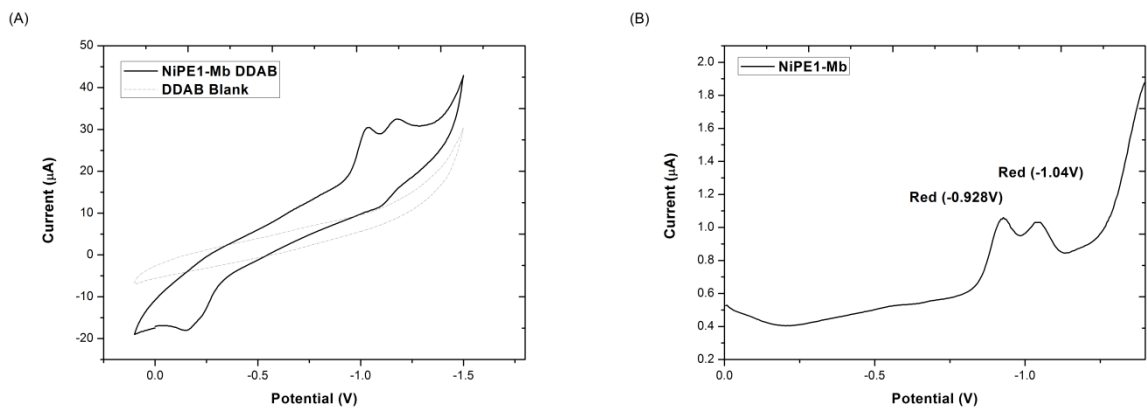 (A)
(B)
50
40
30
20
10
0
-10
-20
Current (µA)
0.0
-0.5
-1.0
-1.5
Potential (V)
NiPE1-Mb DDAB
DDAB Blank
2.0
1.8
1.6
1.4
1.2
1.0
0.8
0.6
0.4
0.2
Current (µA)
0.0
-0.5
-1.0
Potential (V)
NiPE1-Mb
Red (-1.04V)
Red (-0.928V)